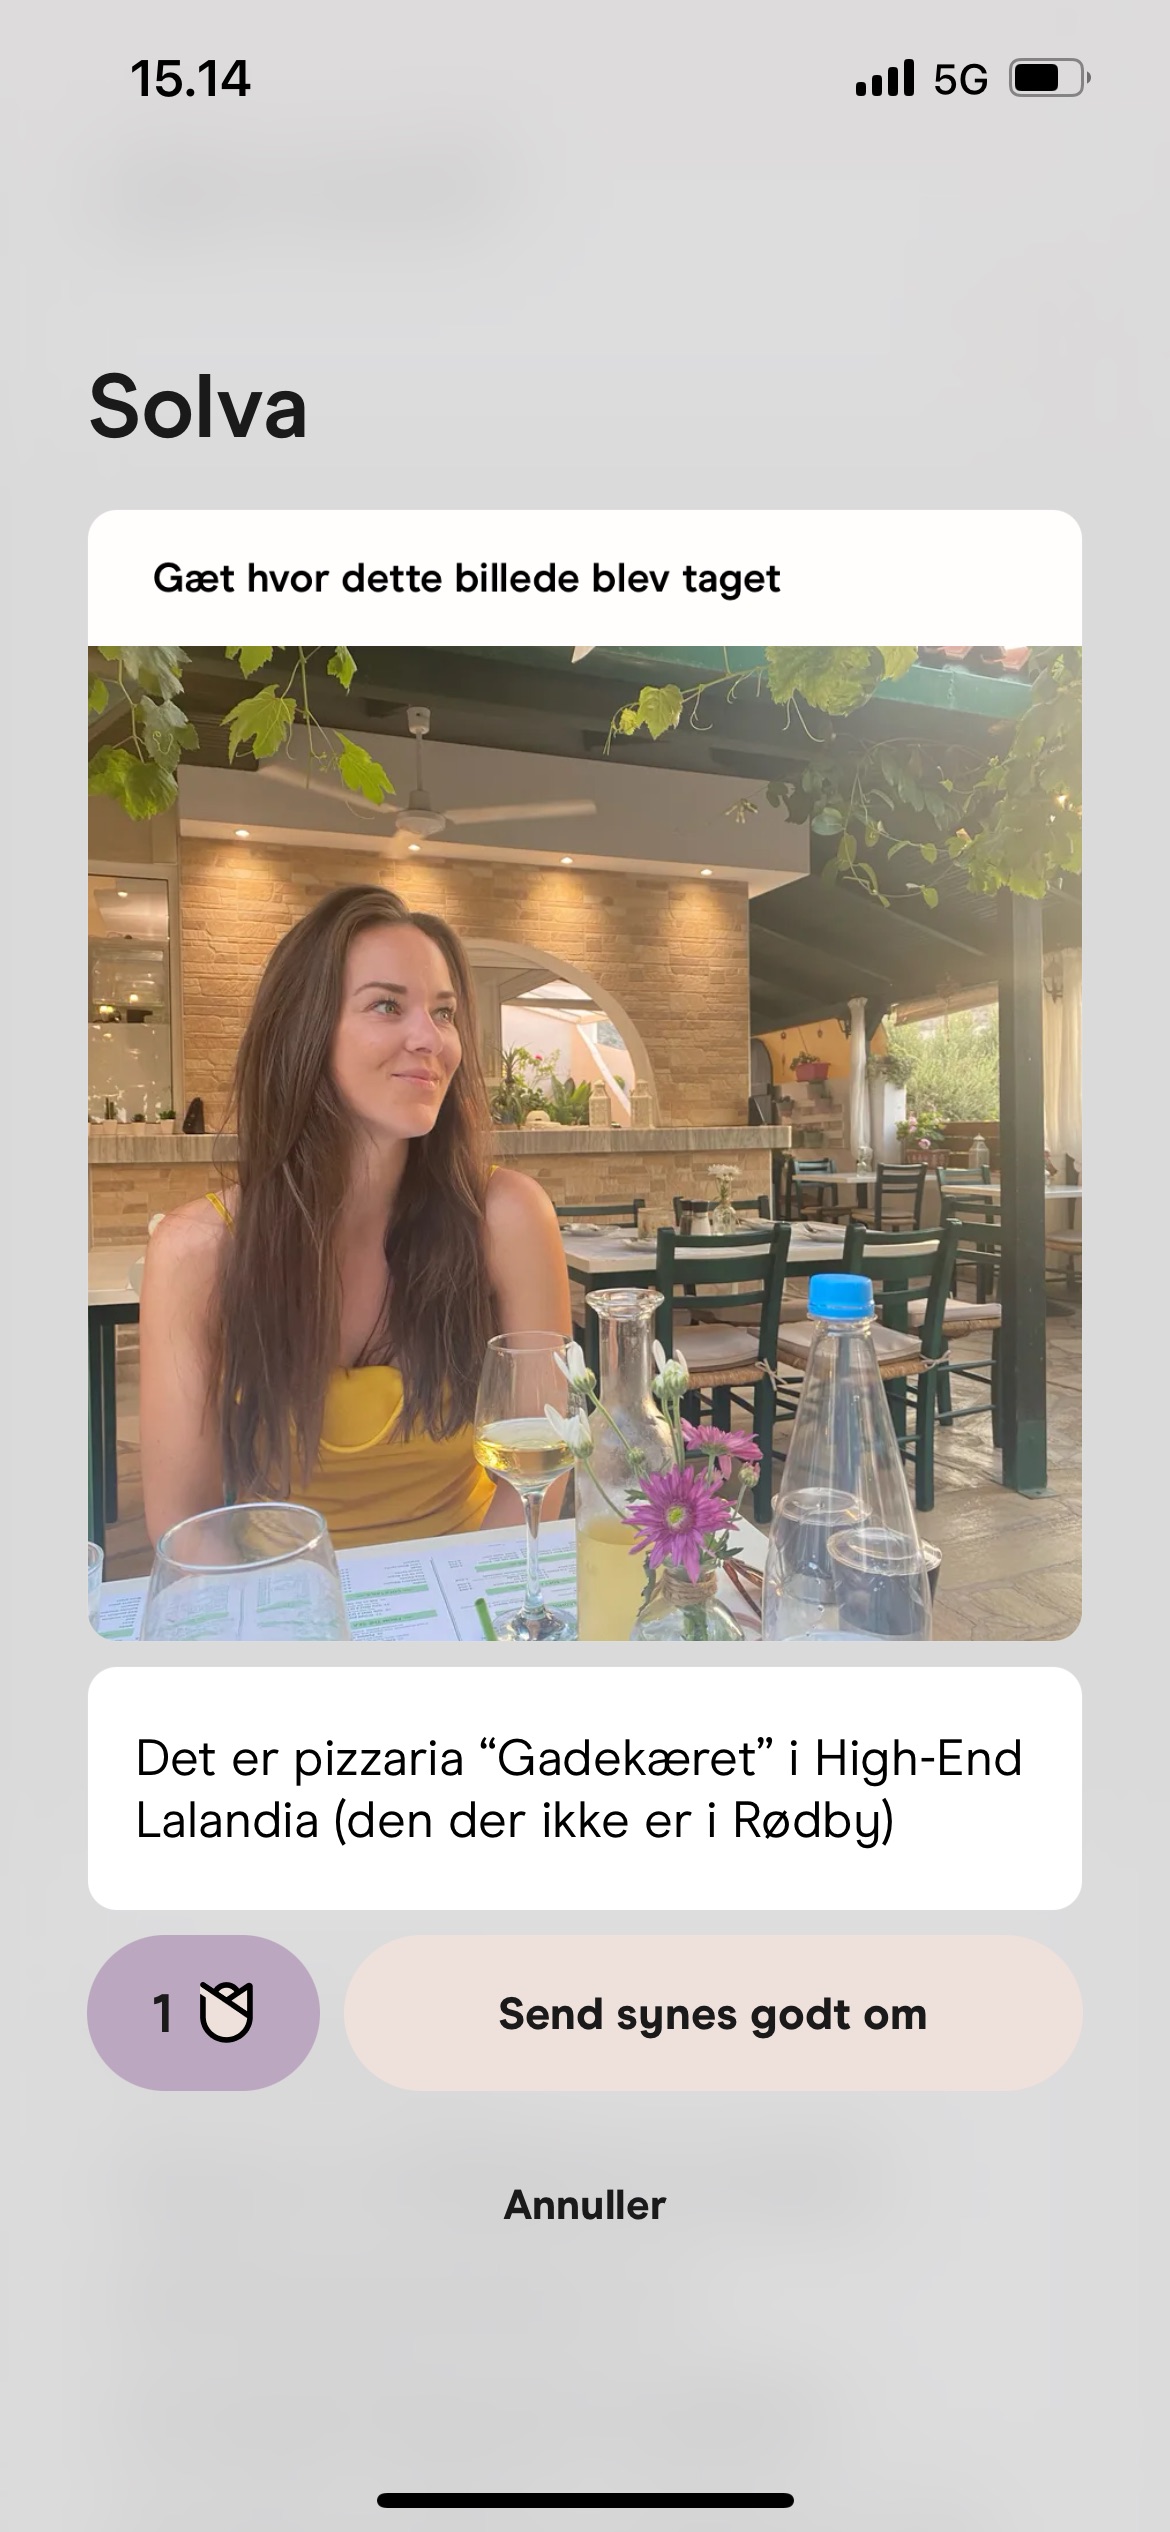 15.14
5G
Solva
Gæt hvor dette billede blev taget
Det er pizzaria “Gadekæret” i High-End
Lalandia (den der ikke er i Rødby)
1
Send synes godt om
Annuller